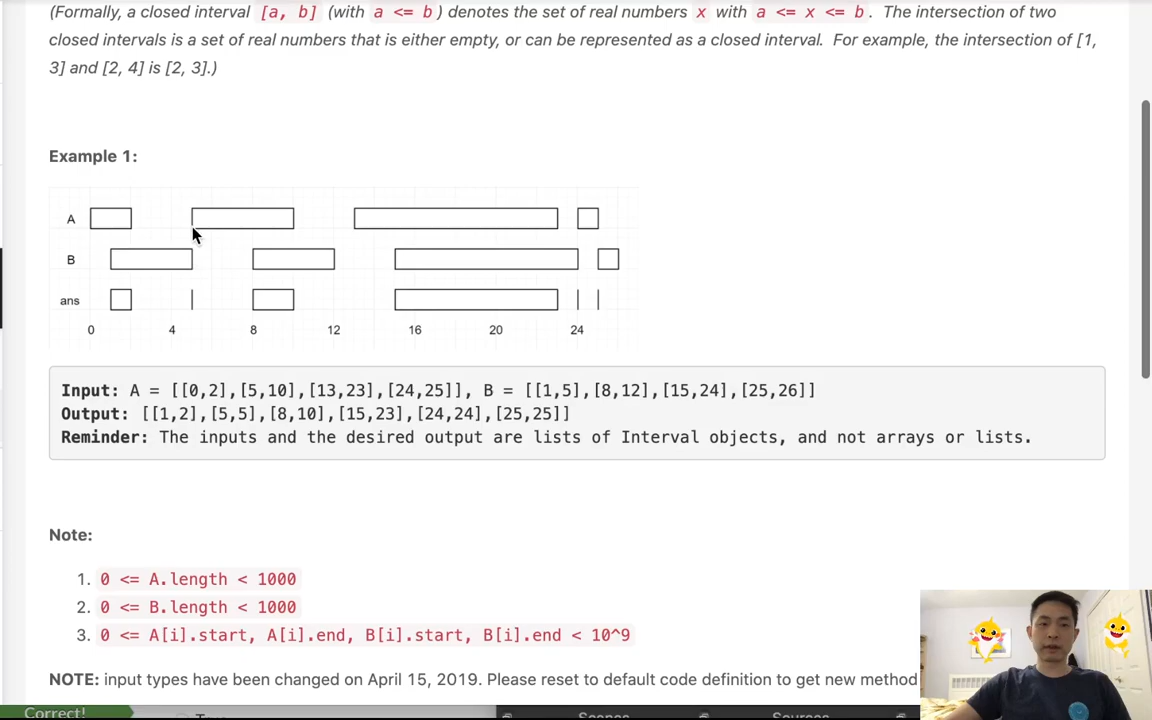 (Formally, a closed interval [a, b] (with a <= b) denotes the set of real numbers x with a <= x <= b. The intersection of two
closed intervals is a set of real numbers that is either empty, or can be represented as a closed interval. For example, the intersection of [1,
3] and [2, 4] is [2, 3].)
Example 1:
A
B
ans
0 4 8 12 16 20 24
Input: A = [[0,2],[5,10],[13,23],[24,25]], B = [[1,5],[8,12],[15,24],[25,26]]
Output: [[1,2],[5,5],[8,10],[15,23],[24,24],[25,25]]
Reminder: The inputs and the desired output are lists of Interval objects, and not arrays or lists.
Note:
1. 0 <= A.length < 1000
2. 0 <= B.length < 1000
3. 0 <= A[i].start, A[i].end, B[i].start, B[i].end < 10^9
NOTE: input types have been changed on April 15, 2019. Please reset to default code definition to get new method
Correct!